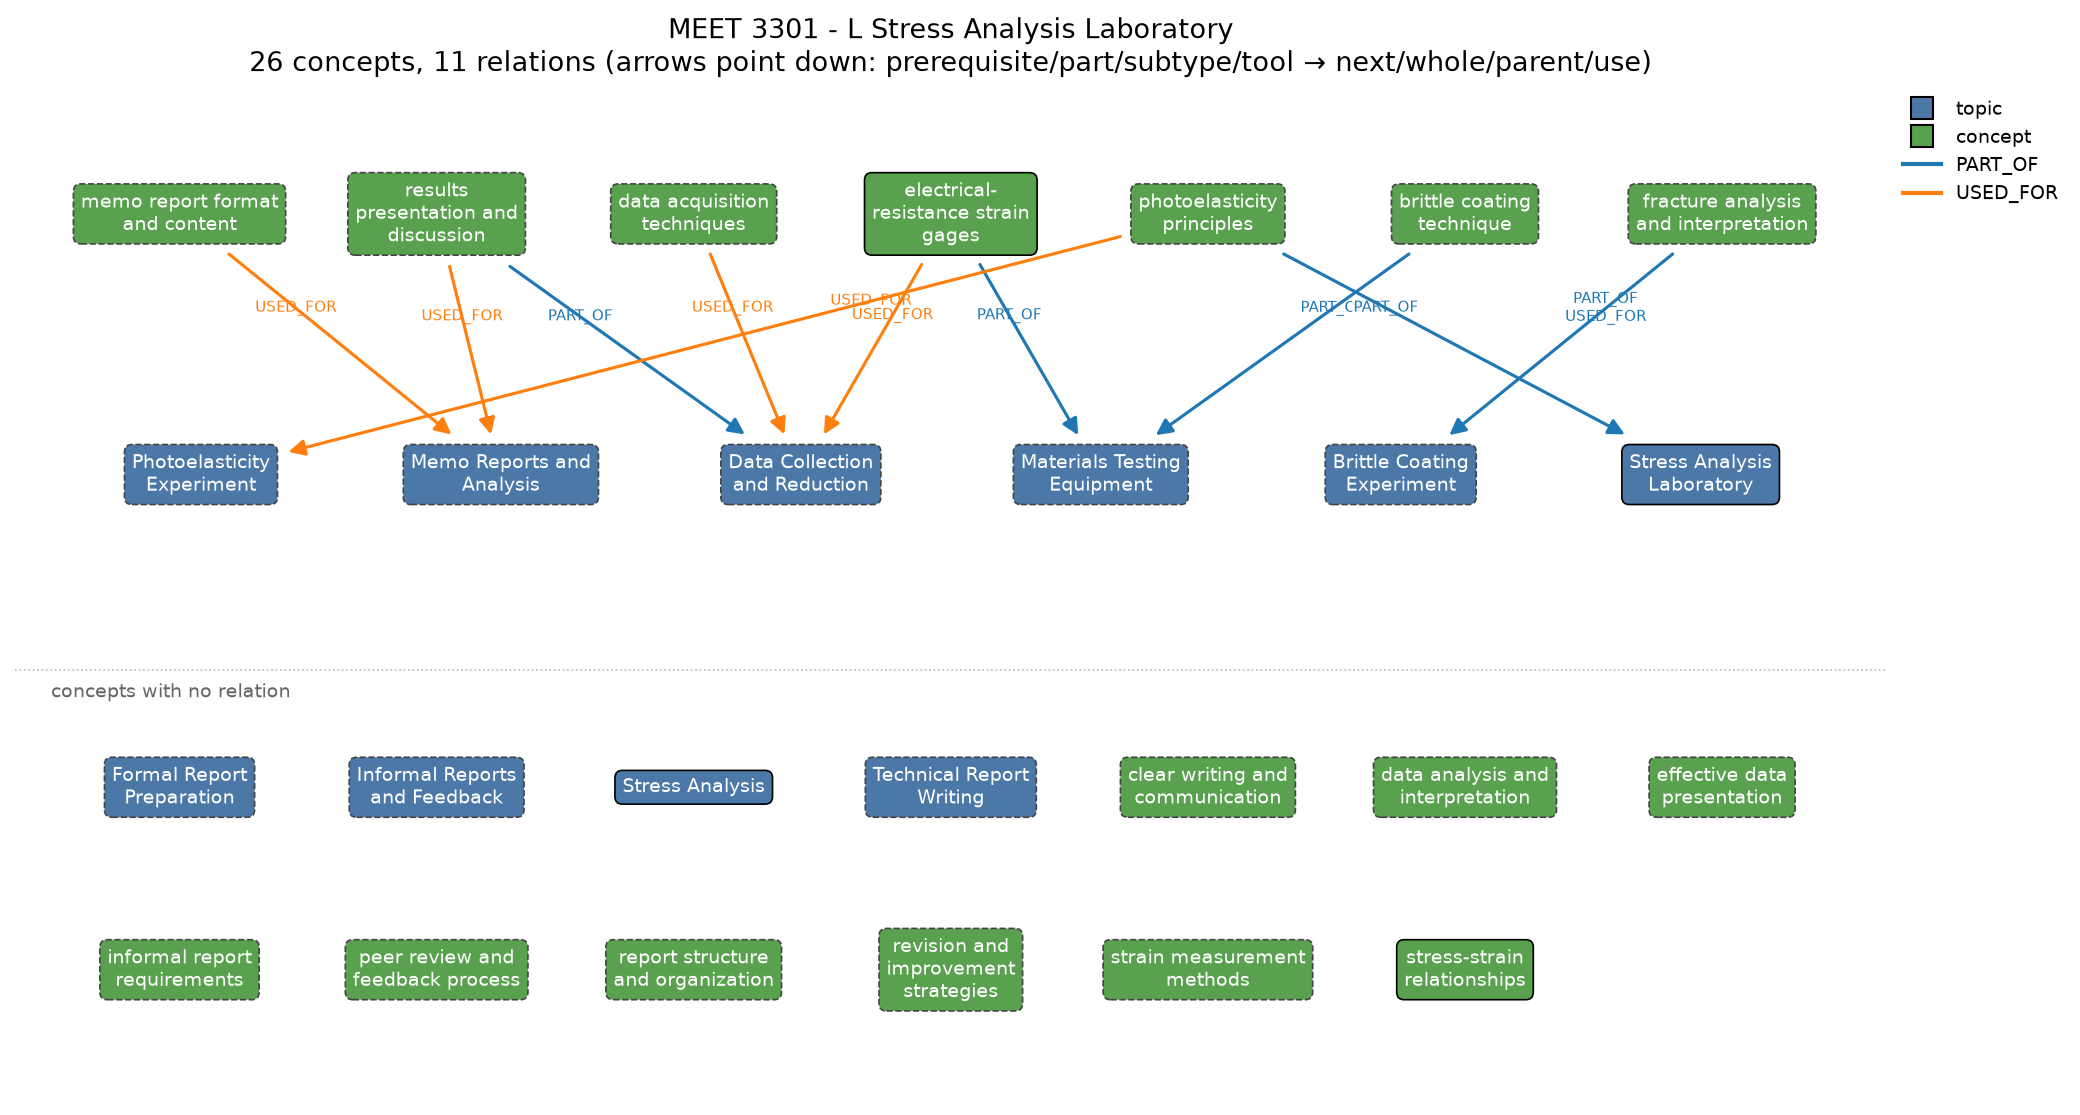 MEET 3301 - L Stress Analysis Laboratory
26 concepts, 11 relations (arrows point down: prerequisite/part/subtype/tool → next/whole/parent/use)
topic
concept
PART_OF
USED_FOR
memo report format
and content
results
presentation and
discussion
data acquisition
techniques
electrical-
resistance strain
gages
photoelasticity
principles
brittle coating
technique
fracture analysis
and interpretation
USED_FOR
USED_FOR
PART_OF
USED_FOR
USED_FOR
USED_FOR
PART_OF
PART_OF
PART_OF
PART_OF
USED_FOR
Photoelasticity
Experiment
Memo Reports and
Analysis
Data Collection
and Reduction
Materials Testing
Equipment
Brittle Coating
Experiment
Stress Analysis
Laboratory
concepts with no relation
Formal Report
Preparation
Informal Reports
and Feedback
Stress Analysis
Technical Report
Writing
clear writing and
communication
data analysis and
interpretation
effective data
presentation
informal report
requirements
peer review and
feedback process
report structure
and organization
revision and
improvement
strategies
strain measurement
methods
stress-strain
relationships